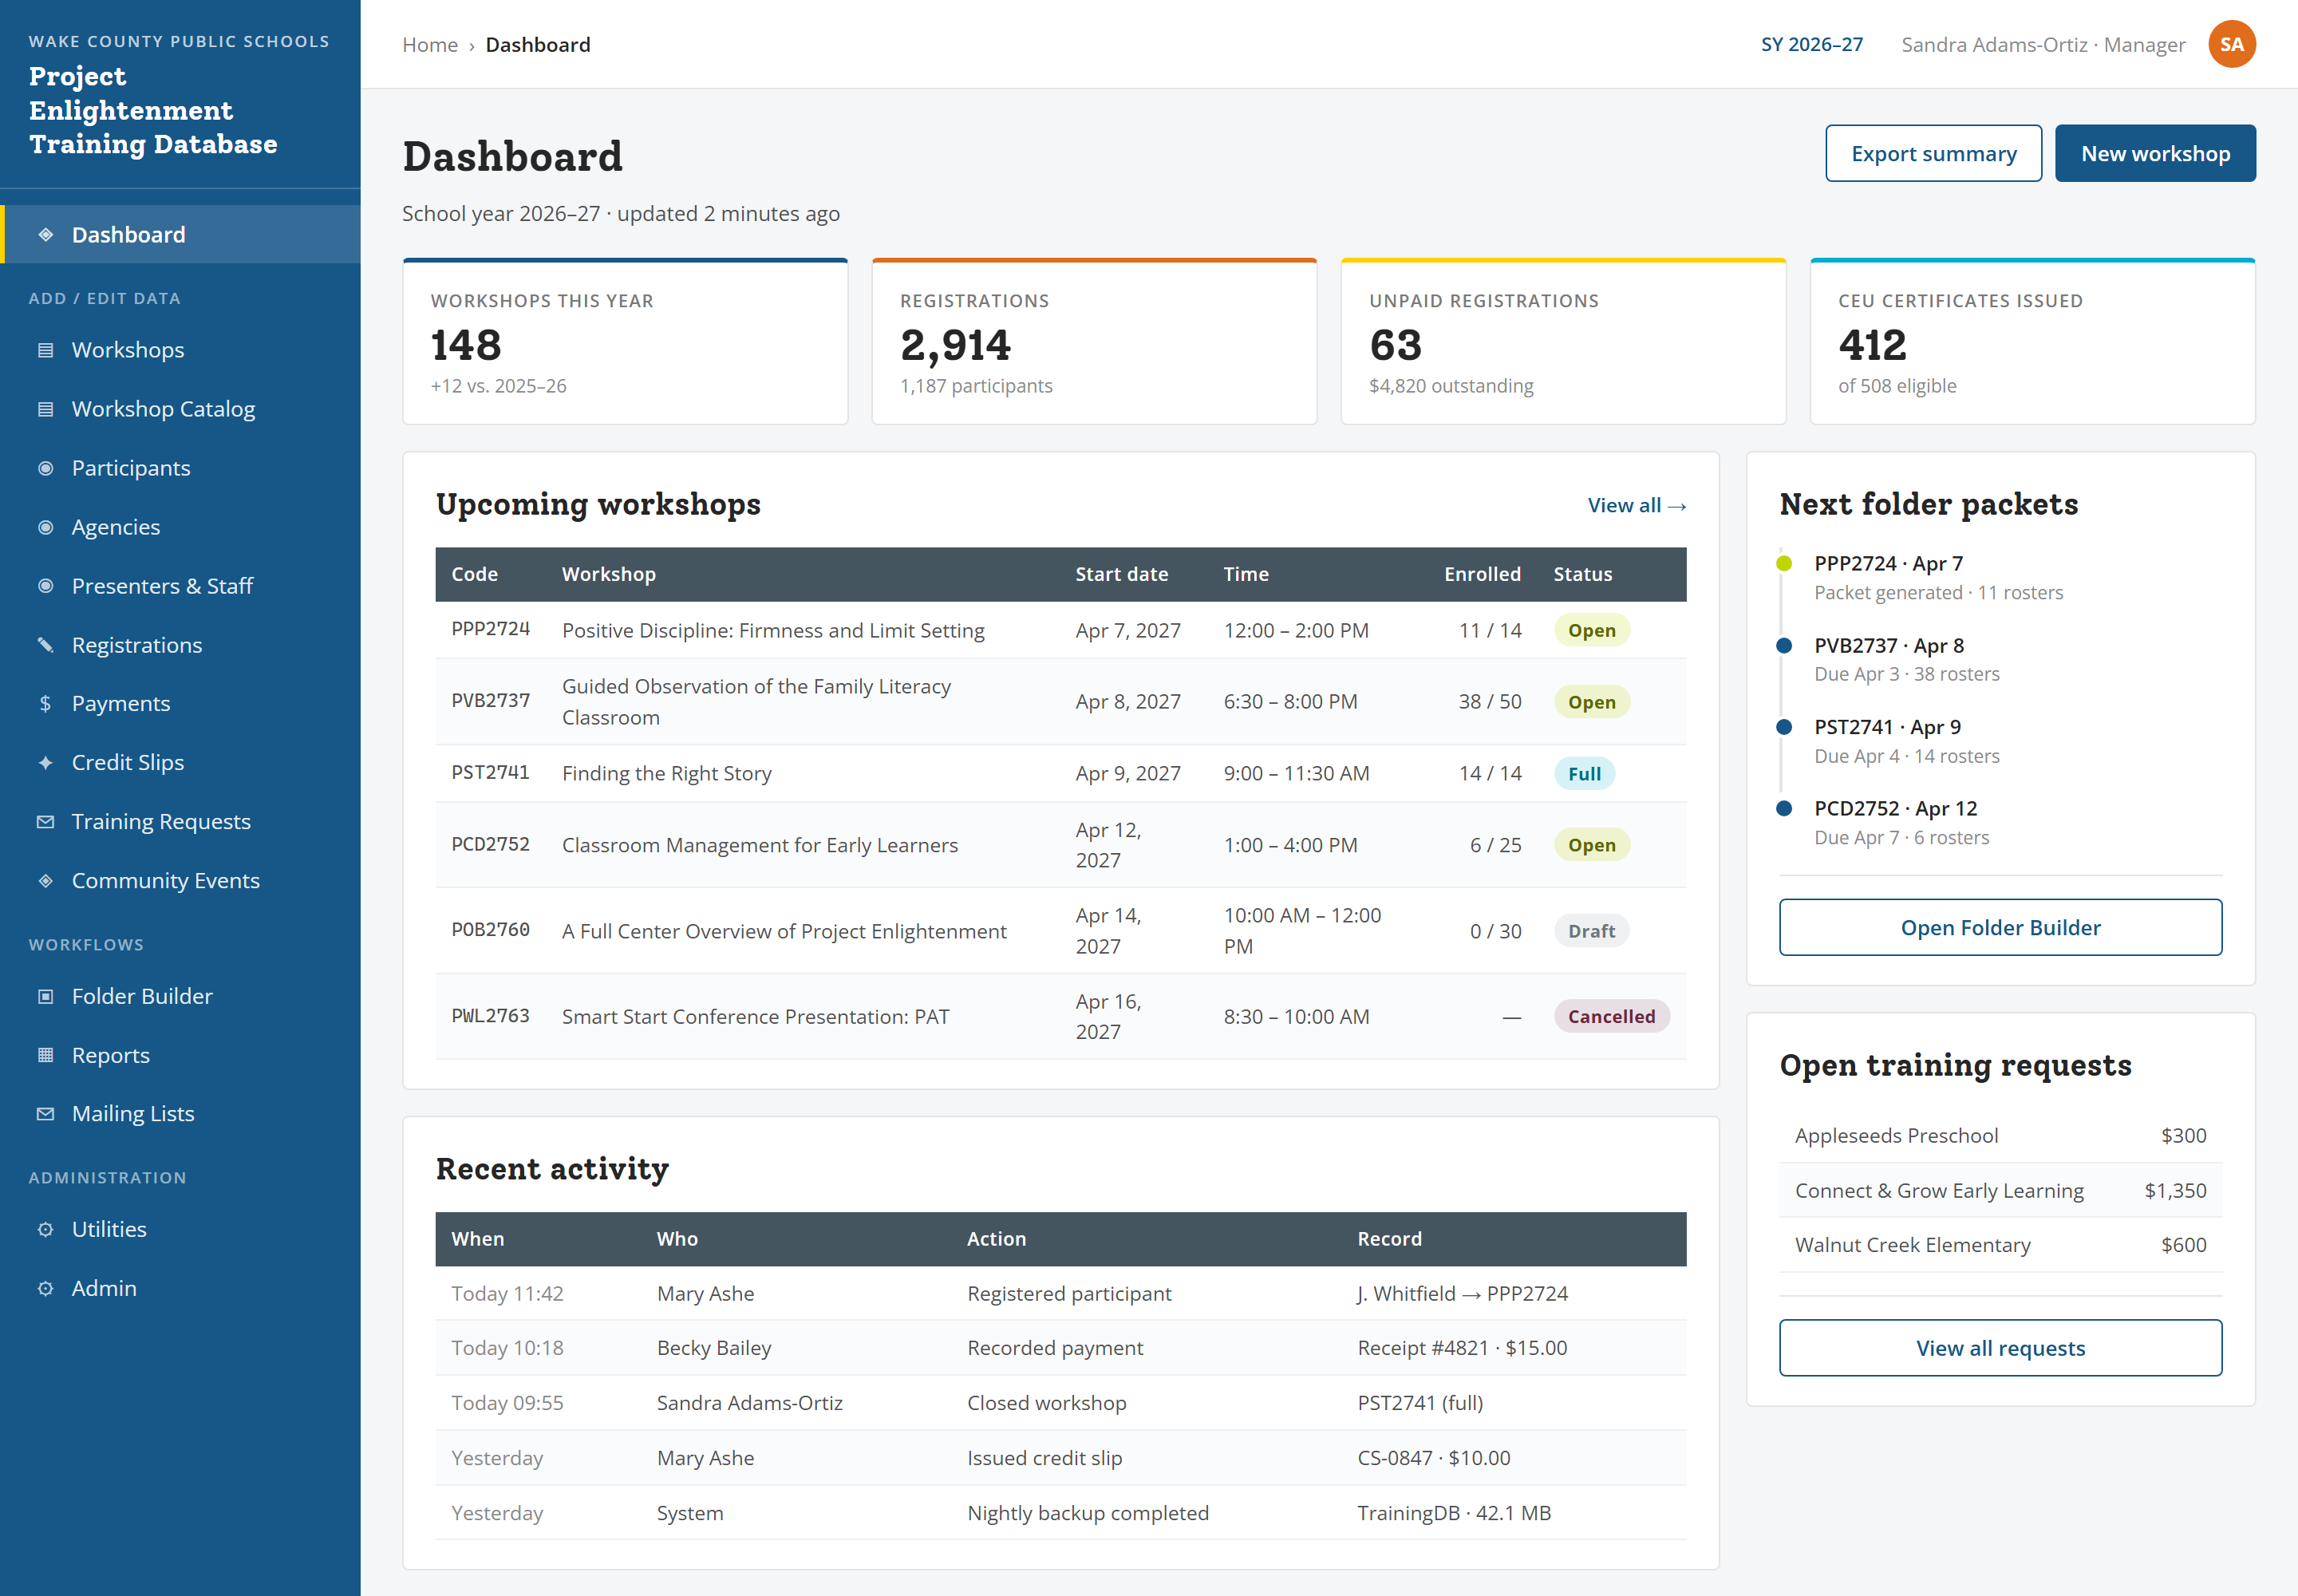 WAKE COUNTY PUBLIC SCHOOLS
Project
Enlightenment
Training Database
Dashboard
ADD / EDIT DATA
Workshops
Workshop Catalog
Participants
Agencies
Presenters & Staff
Registrations
$ Payments
Credit Slips
Training Requests
Community Events
WORKFLOWS
Folder Builder
Reports
Mailing Lists
ADMINISTRATION
Utilities
Admin
Home › Dashboard
SY 2026–27 Sandra Adams-Ortiz · Manager SA
Dashboard
School year 2026–27 · updated 2 minutes ago
Export summary New workshop
WORKSHOPS THIS YEAR
148
+12 vs. 2025–26
REGISTRATIONS
2,914
1,187 participants
UNPAID REGISTRATIONS
63
$4,820 outstanding
CEU CERTIFICATES ISSUED
412
of 508 eligible
Upcoming workshops View all →
Code Workshop Start date Time Enrolled Status
PPP2724 Positive Discipline: Firmness and Limit Setting Apr 7, 2027 12:00 – 2:00 PM 11 / 14 Open
PVB2737 Guided Observation of the Family Literacy
Classroom Apr 8, 2027 6:30 – 8:00 PM 38 / 50 Open
PST2741 Finding the Right Story Apr 9, 2027 9:00 – 11:30 AM 14 / 14 Full
PCD2752 Classroom Management for Early Learners Apr 12,
2027 1:00 – 4:00 PM 6 / 25 Open
POB2760 A Full Center Overview of Project Enlightenment Apr 14,
2027 10:00 AM – 12:00
PM 0 / 30 Draft
PWL2763 Smart Start Conference Presentation: PAT Apr 16,
2027 8:30 – 10:00 AM — Cancelled
Recent activity
When Who Action Record
Today 11:42 Mary Ashe Registered participant J. Whitfield → PPP2724
Today 10:18 Becky Bailey Recorded payment Receipt #4821 · $15.00
Today 09:55 Sandra Adams-Ortiz Closed workshop PST2741 (full)
Yesterday Mary Ashe Issued credit slip CS-0847 · $10.00
Yesterday System Nightly backup completed TrainingDB · 42.1 MB
Next folder packets
PPP2724 · Apr 7
Packet generated · 11 rosters
PVB2737 · Apr 8
Due Apr 3 · 38 rosters
PST2741 · Apr 9
Due Apr 4 · 14 rosters
PCD2752 · Apr 12
Due Apr 7 · 6 rosters
Open Folder Builder
Open training requests
Appleseeds Preschool $300
Connect & Grow Early Learning $1,350
Walnut Creek Elementary $600
View all requests